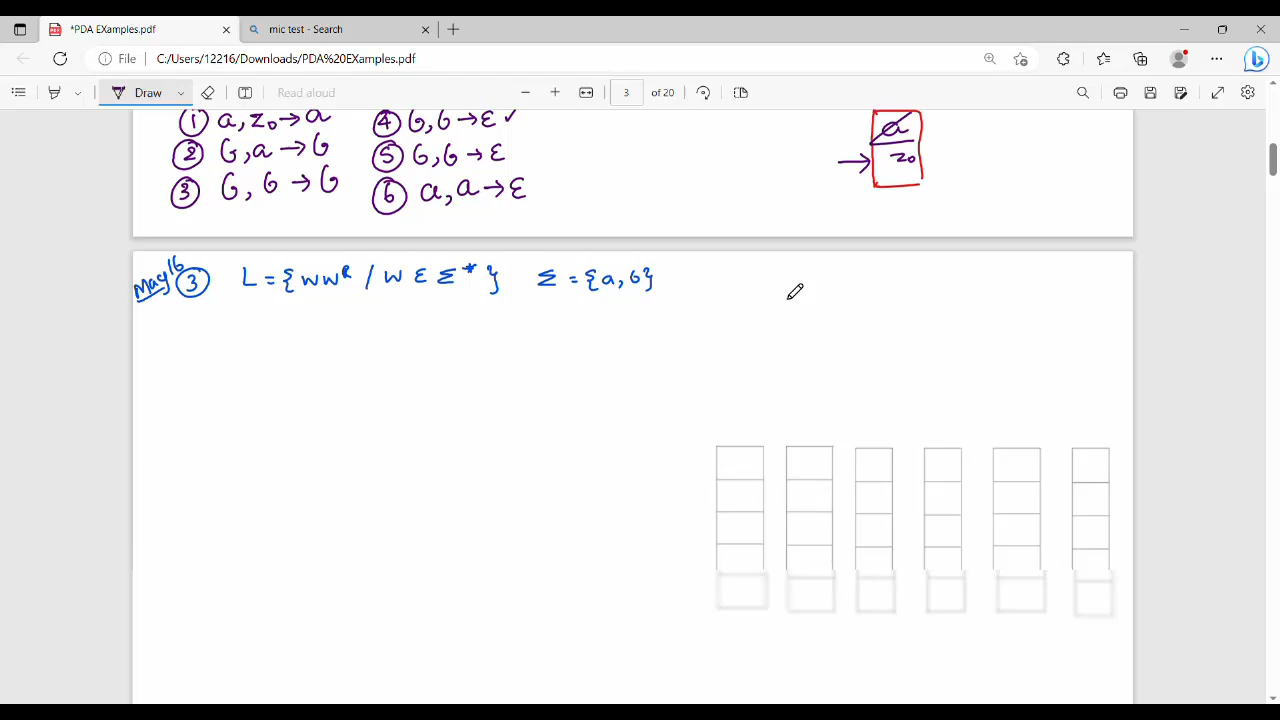 *PDA EXamples.pdf
mic test - Search
File C:/Users/12216/Downloads/PDA%20EXamples.pdf
Draw Read aloud 3 of 20
① a, z₀ → a ④ b, b → ε ✓
② b, a → b ⑤ b, b → ε
③ b, b → b ⑥ a, a → ε
a
→ z₀
May 16 ③ L = { wwᴿ / w ε Σ* } Σ = {a, b}